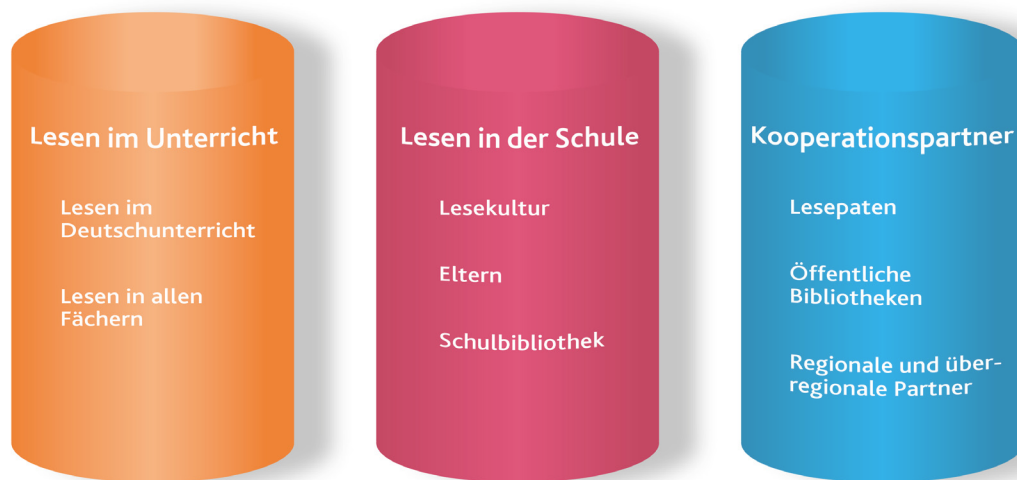 Lesen im Unterricht
Lesen im
Deutschunterricht
Lesen in allen
Fächern
Lesen in der Schule
Lesekultur
Eltern
Schulbibliothek
Kooperationspartner
Lesepaten
Öffentliche
Bibliotheken
Regionale und über-
regionale Partner